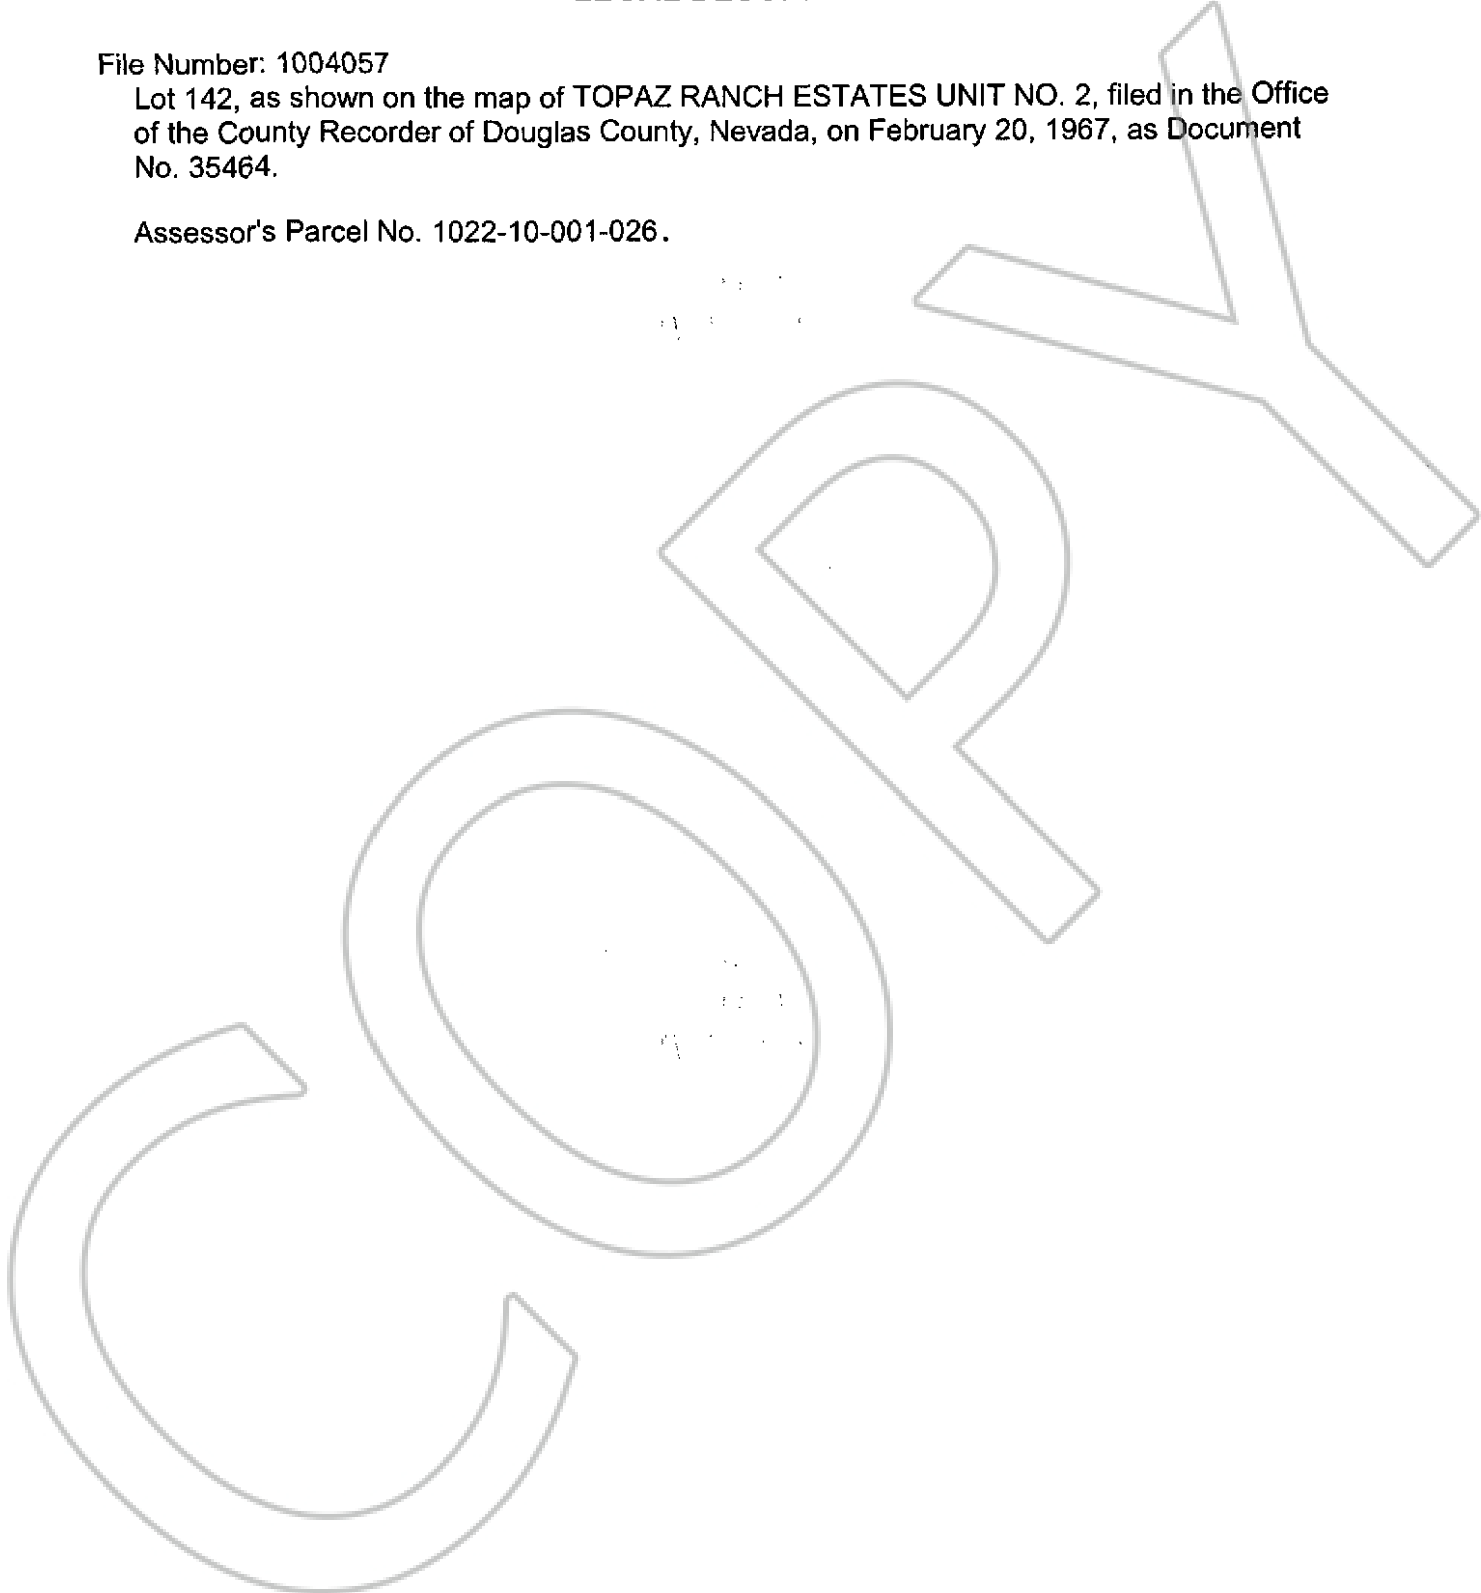 File Number: 1004057
Lot 142, as shown on the map of TOPAZ RANCH ESTATES UNIT NO. 2, filed in the Office
of the County Recorder of Douglas County, Nevada, on February 20, 1967, as Document
No. 35464.
Assessor's Parcel No. 1022-10-001-026.
COPY